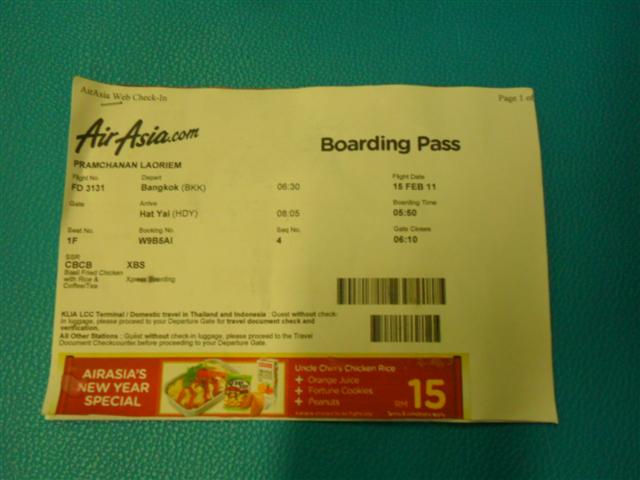 AirAsia Web Check-In
Page 1 of
AirAsia.com
Boarding Pass
PRAMCHANAN LAORIEM
Flight No. Depart Flight Date
FD 3131 Bangkok (BKK) 06:30 15 FEB 11
Gate Arrive Boarding Time
Hat Yai (HDY) 08:05 05:50
Seat No. Booking No. Seq No. Gate Closes
1F W9B5AI 4 06:10
SSR
CBCB XBS
Basil Fried Chicken Xpress Boarding
with Rice &
Coffee/Tea
KLIA LCC Terminal / Domestic travel in Thailand and Indonesia : Guest without check-
in luggage, please proceed to your Departure Gate for travel document check and
verification.
All Other Stations : Guest without check-in luggage, please proceed to the Travel
Document Checkcounter before proceeding to your Departure Gate.
AIRASIA'S
NEW YEAR
SPECIAL
Uncle Chin's Chicken Rice
+ Orange Juice
+ Fortune Cookies
+ Peanuts
RM 15